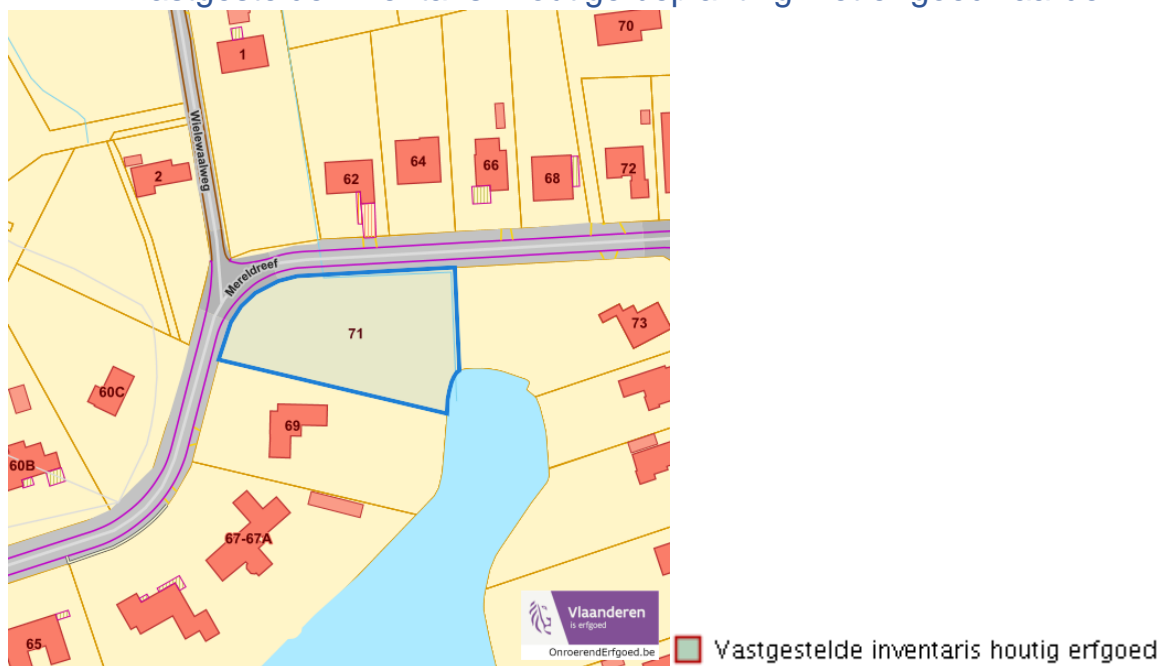 70
1
Wielewaalweg
2
62
64
66
68
72
Mereldreef
71
73
60C
69
60B
67-67A
65
Vlaanderen
is erfgoed
OnroerendErfgoed.be
Vastgestelde inventaris houtig erfgoed